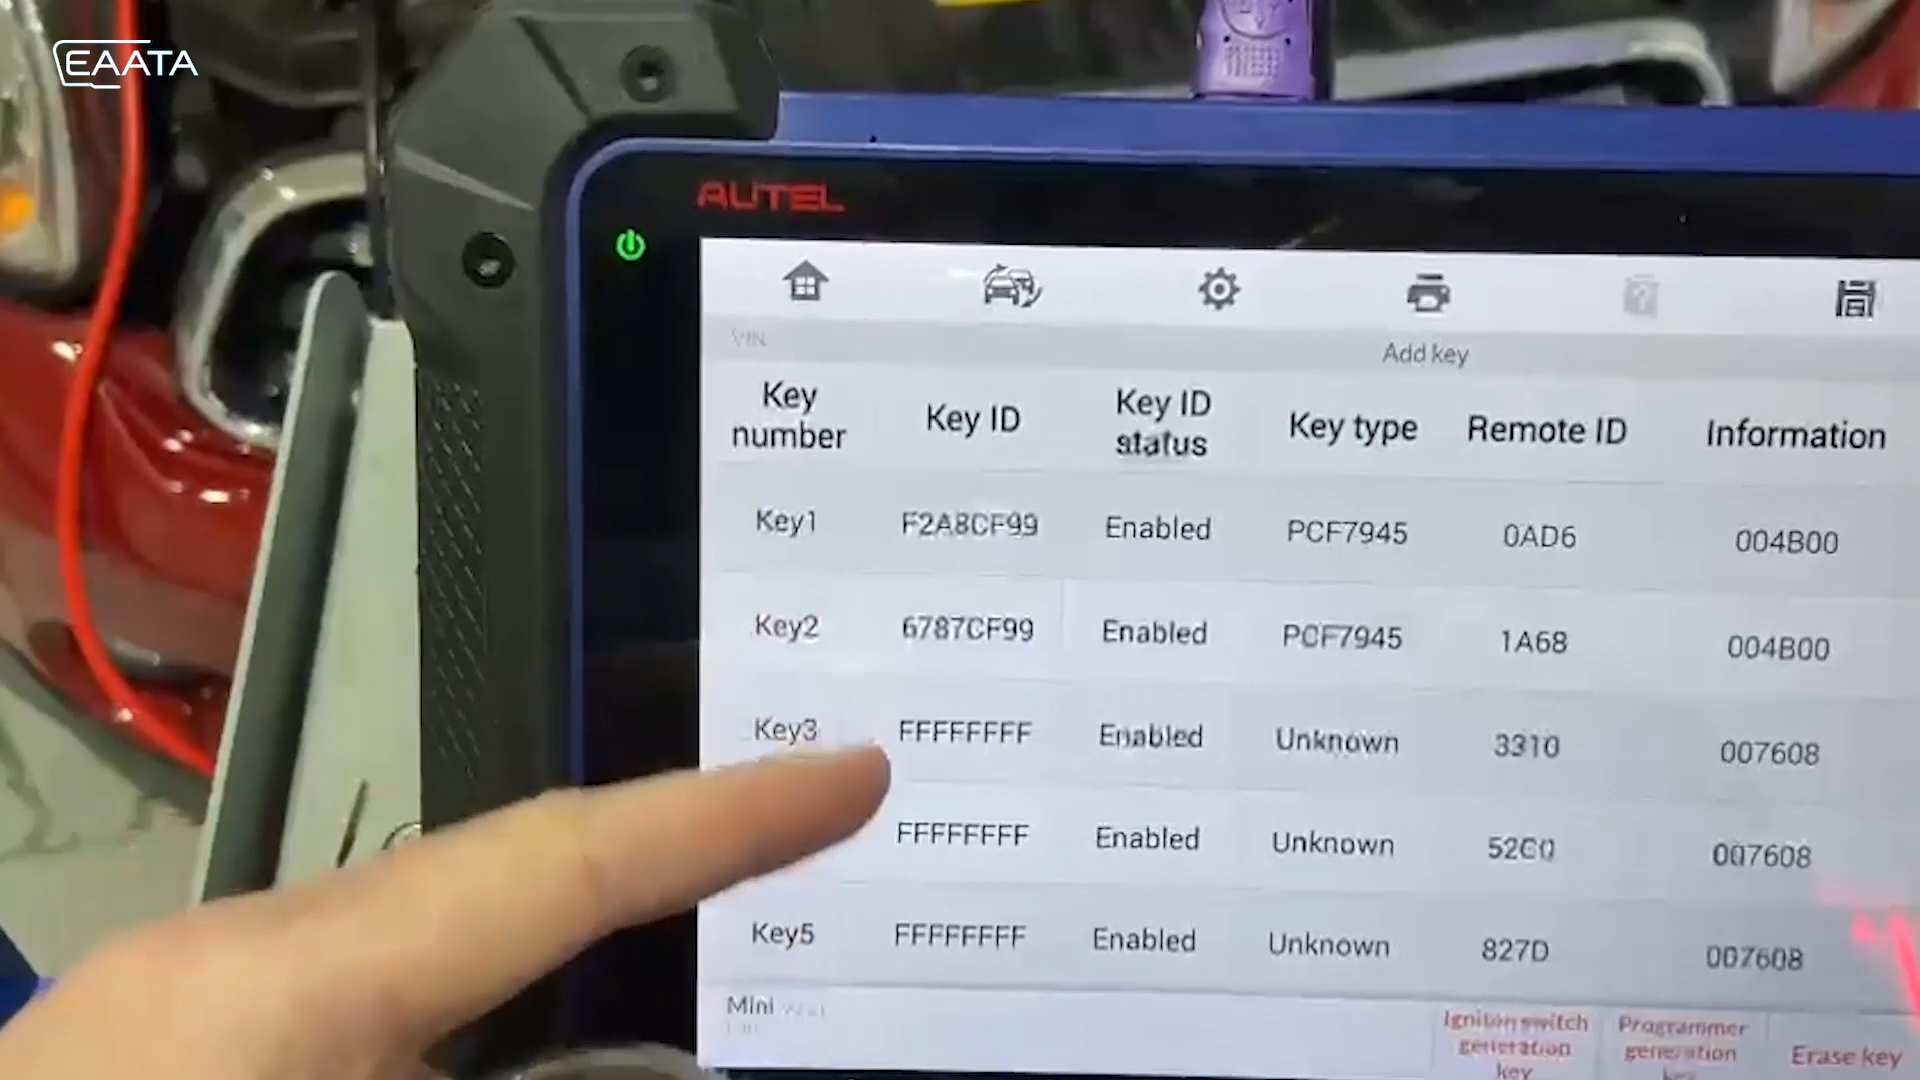 EAATA
AUTEL
VIN
Add key
Key number Key ID Key ID status Key type Remote ID Information
Key1 F2A8CF99 Enabled PCF7945 0AD6 004B00
Key2 6787CF99 Enabled PCF7945 1A68 004B00
Key3 FFFFFFFF Enabled Unknown 3310 007608
FFFFFFFF Enabled Unknown 52C0 007608
Key5 FFFFFFFF Enabled Unknown 827D 007608
Mini
Ignition switch generation key
Programmer generation
Erase key